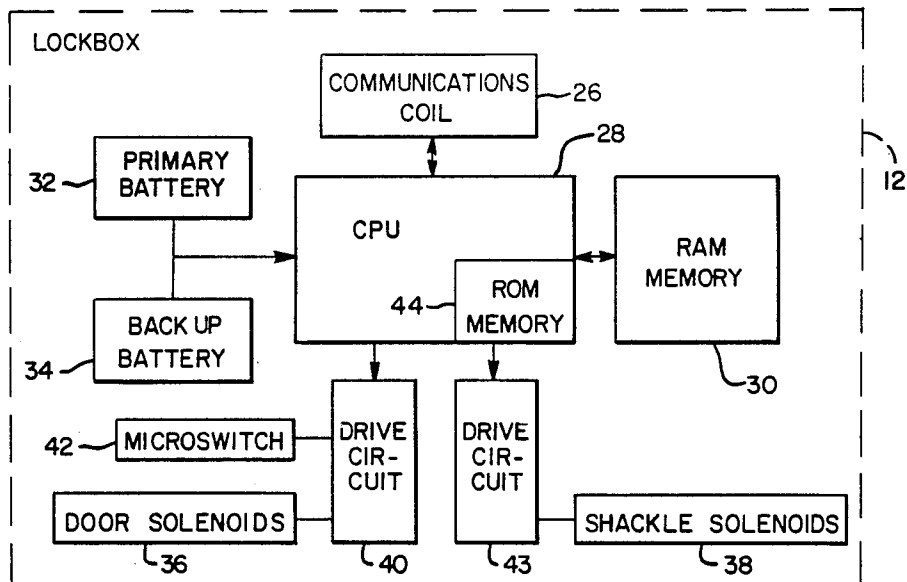 LOCKBOX
COMMUNICATIONS
COIL
26
28
12
32
PRIMARY
BATTERY
CPU
RAM
MEMORY
44
ROM
MEMORY
34
BACK UP
BATTERY
30
42
MICROSWITCH
DRIVE
CIR-
CUIT
DRIVE
CIR-
CUIT
DOOR SOLENOIDS
SHACKLE SOLENOIDS
36
40
43
38